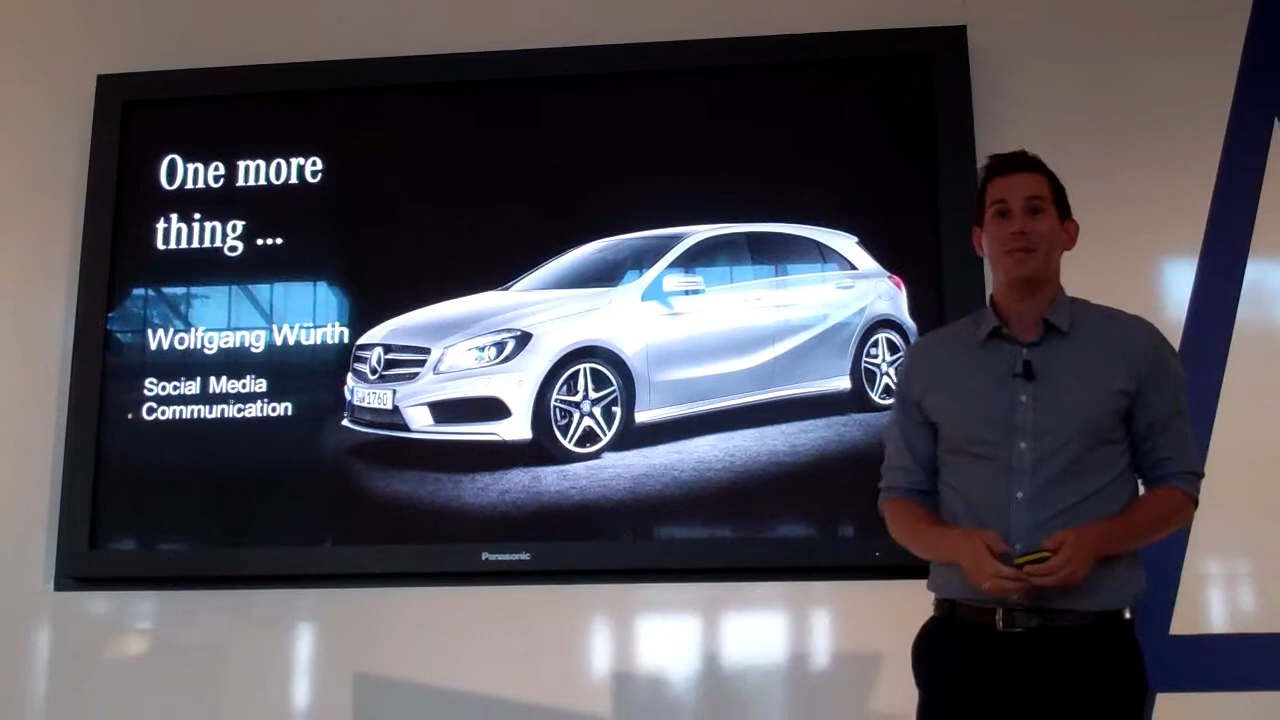 One more
thing ...
Wolfgang Würth
Social Media
Communication
Panasonic